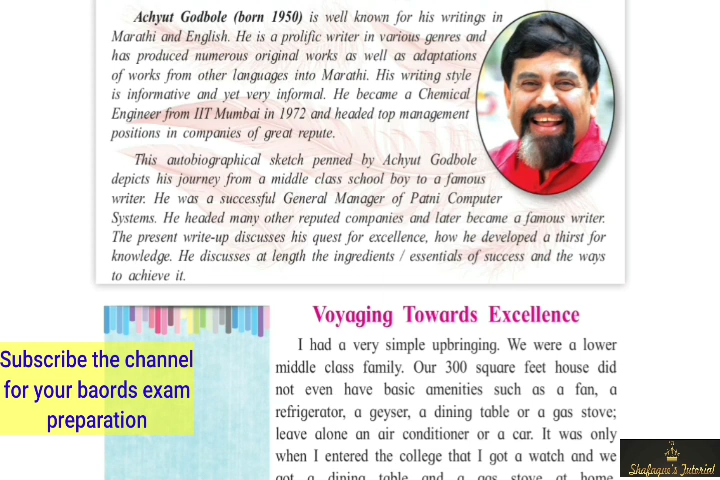 Achyut Godbole (born 1950) is well known for his writings in
Marathi and English. He is a prolific writer in various genres and
has produced numerous original works as well as adaptations
of works from other languages into Marathi. His writing style
is informative and yet very informal. He became a Chemical
Engineer from IIT Mumbai in 1972 and headed top management
positions in companies of great repute.
This autobiographical sketch penned by Achyut Godbole
depicts his journey from a middle class school boy to a famous
writer. He was a successful General Manager of Patni Computer
Systems. He headed many other reputed companies and later became a famous writer.
The present write-up discusses his quest for excellence, how he developed a thirst for
knowledge. He discusses at length the ingredients / essentials of success and the ways
to achieve it.
Voyaging Towards Excellence
I had a very simple upbringing. We were a lower
middle class family. Our 300 square feet house did
not even have basic amenities such as a fan, a
refrigerator, a geyser, a dining table or a gas stove;
leave alone an air conditioner or a car. It was only
when I entered the college that I got a watch and we
got a dining table and a gas stove at home.
Subscribe the channel
for your baords exam
preparation
Shafaque's Tutorial